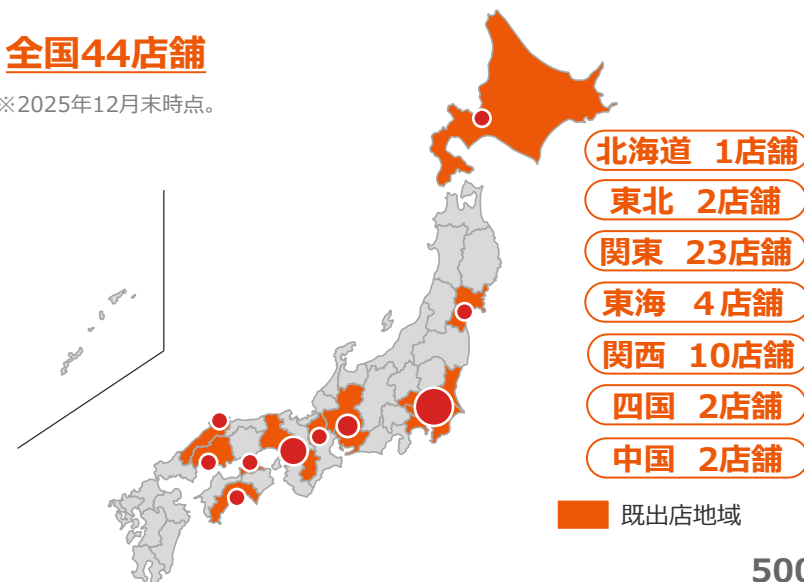 全国44店舗
※2025年12月末時点。
北海道 1店舗
東北 2店舗
関東 23店舗
東海 4店舗
関西 10店舗
四国 2店舗
中国 2店舗
既出店地域
500